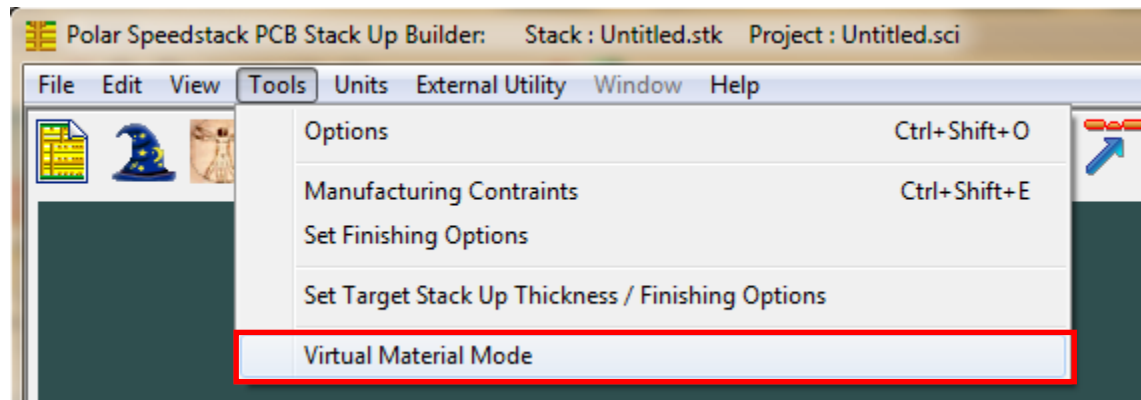 Polar Speedstack PCB Stack Up Builder: Stack : Untitled.stk Project : Untitled.sci
File Edit View Tools Units External Utility Window Help
Options Ctrl+Shift+O
Manufacturing Contraints Ctrl+Shift+E
Set Finishing Options
Set Target Stack Up Thickness / Finishing Options
Virtual Material Mode